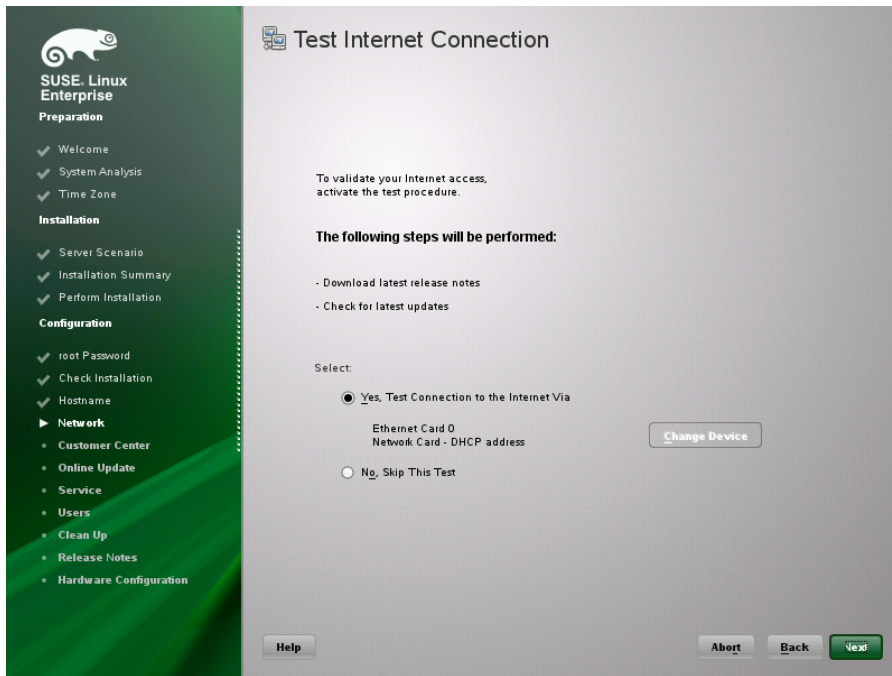 SUSE. Linux
Enterprise
Preparation
Welcome
System Analysis
Time Zone
Installation
Server Scenario
Installation Summary
Perform Installation
Configuration
root Password
Check Installation
Hostname
Network
Customer Center
Online Update
Service
Users
Clean Up
Release Notes
Hardware Configuration
Test Internet Connection
To validate your Internet access,
activate the test procedure.
The following steps will be performed:
- Download latest release notes
- Check for latest updates
Select:
Yes, Test Connection to the Internet Via
Ethernet Card 0
Network Card - DHCP address
Change Device
No, Skip This Test
Help
Abort
Back
Next